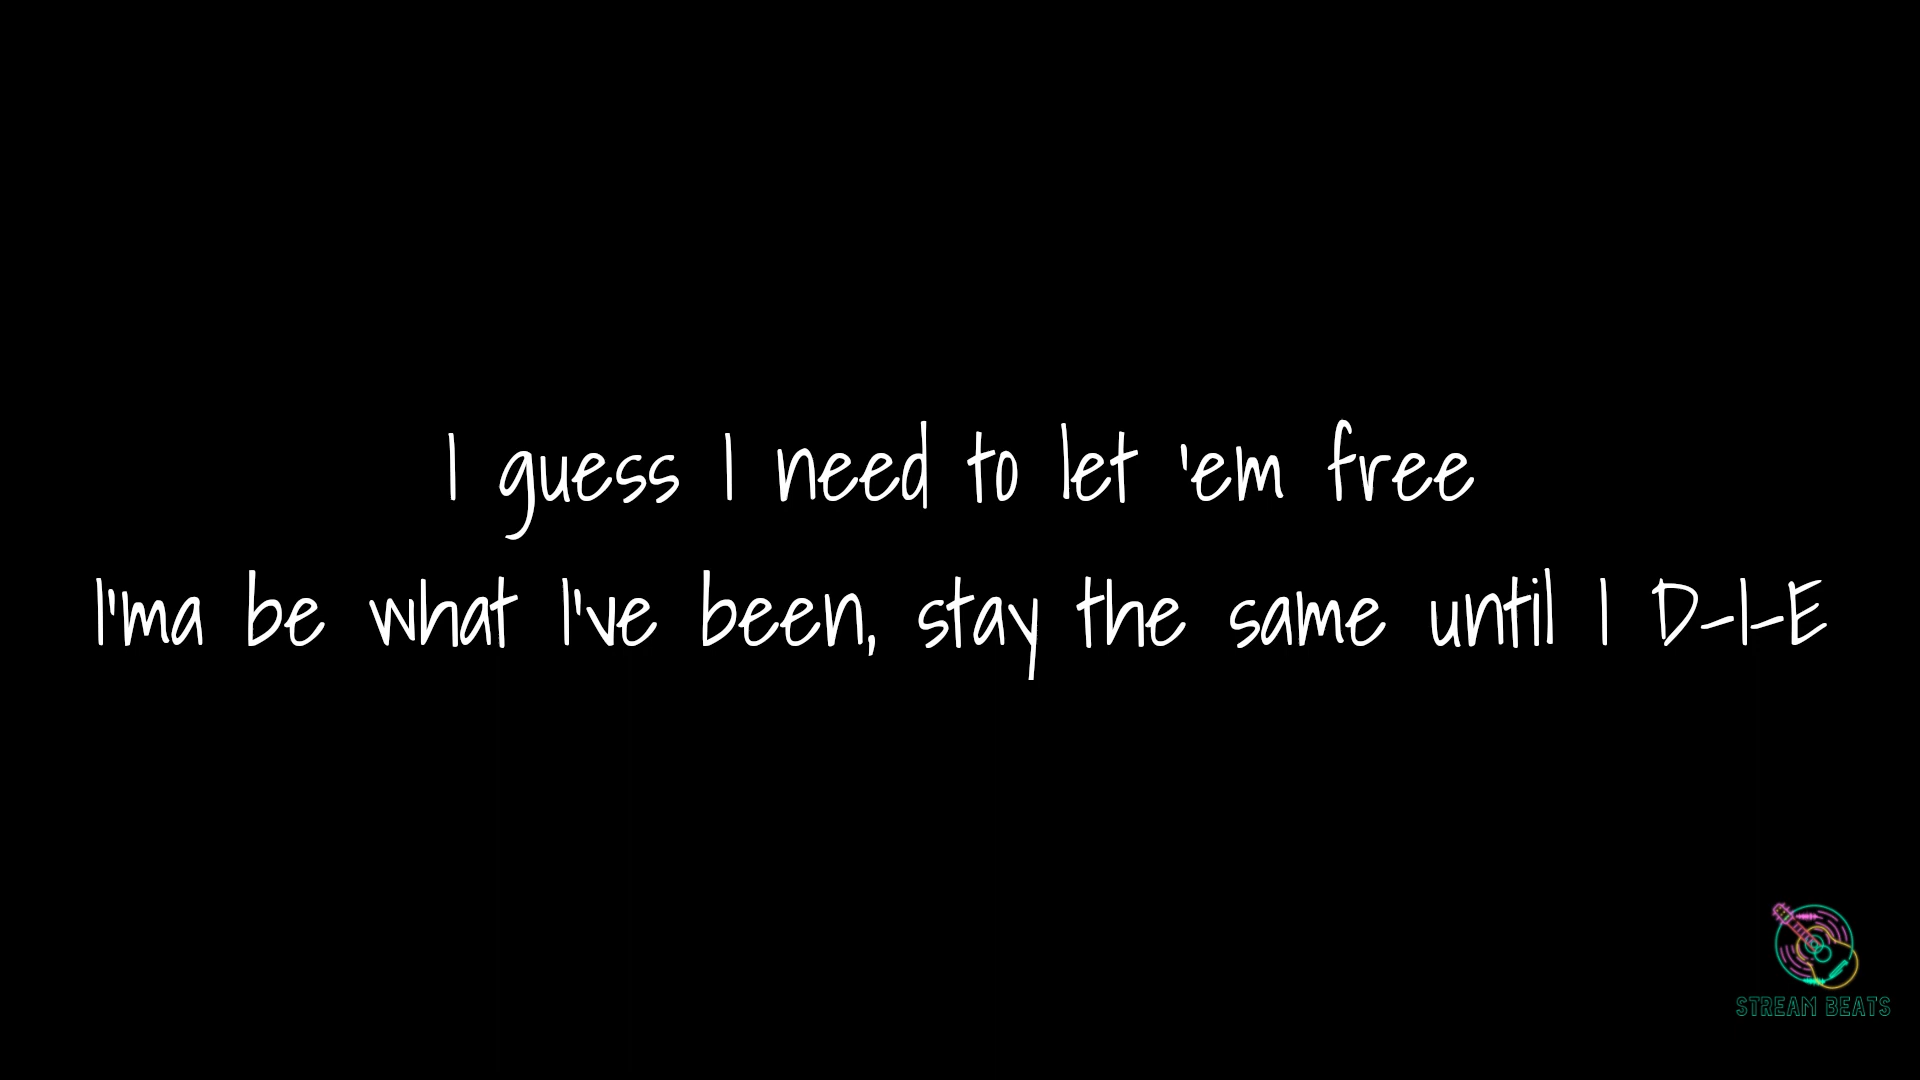 I guess I need to let 'em free
I'ma be what I've been, stay the same until I D-I-E
STREAM BEATS